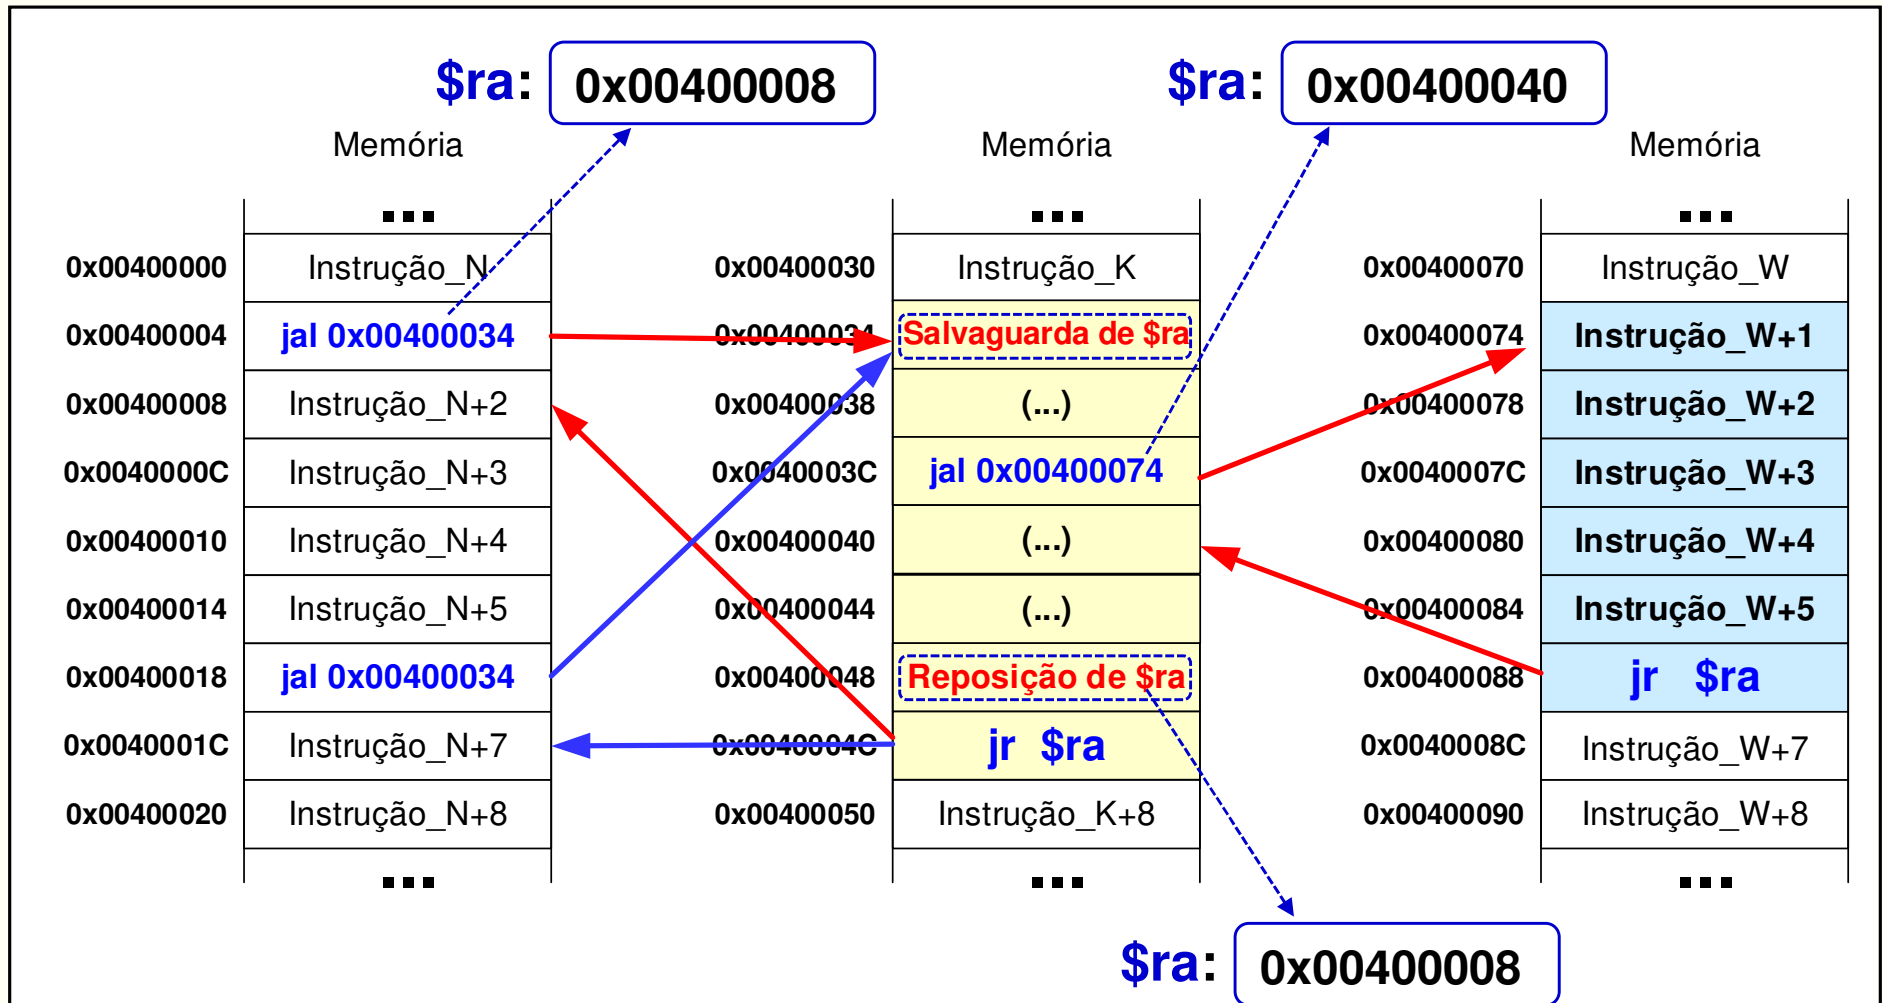 $ra: 0x00400008 $ra: 0x00400040
Memória Memória Memória
... ... ...
0x00400000 Instrução_N 0x00400030 Instrução_K 0x00400070 Instrução_W
0x00400004 jal 0x00400034 0x00400034 Salvaguarda de $ra 0x00400074 Instrução_W+1
0x00400008 Instrução_N+2 0x00400038 (...) 0x00400078 Instrução_W+2
0x0040000C Instrução_N+3 0x0040003C jal 0x00400074 0x0040007C Instrução_W+3
0x00400010 Instrução_N+4 0x00400040 (...) 0x00400080 Instrução_W+4
0x00400014 Instrução_N+5 0x00400044 (...) 0x00400084 Instrução_W+5
0x00400018 jal 0x00400034 0x00400048 Reposição de $ra 0x00400088 jr $ra
0x0040001C Instrução_N+7 0x0040004C jr $ra 0x0040008C Instrução_W+7
0x00400020 Instrução_N+8 0x00400050 Instrução_K+8 0x00400090 Instrução_W+8
... ... ...
$ra: 0x00400008